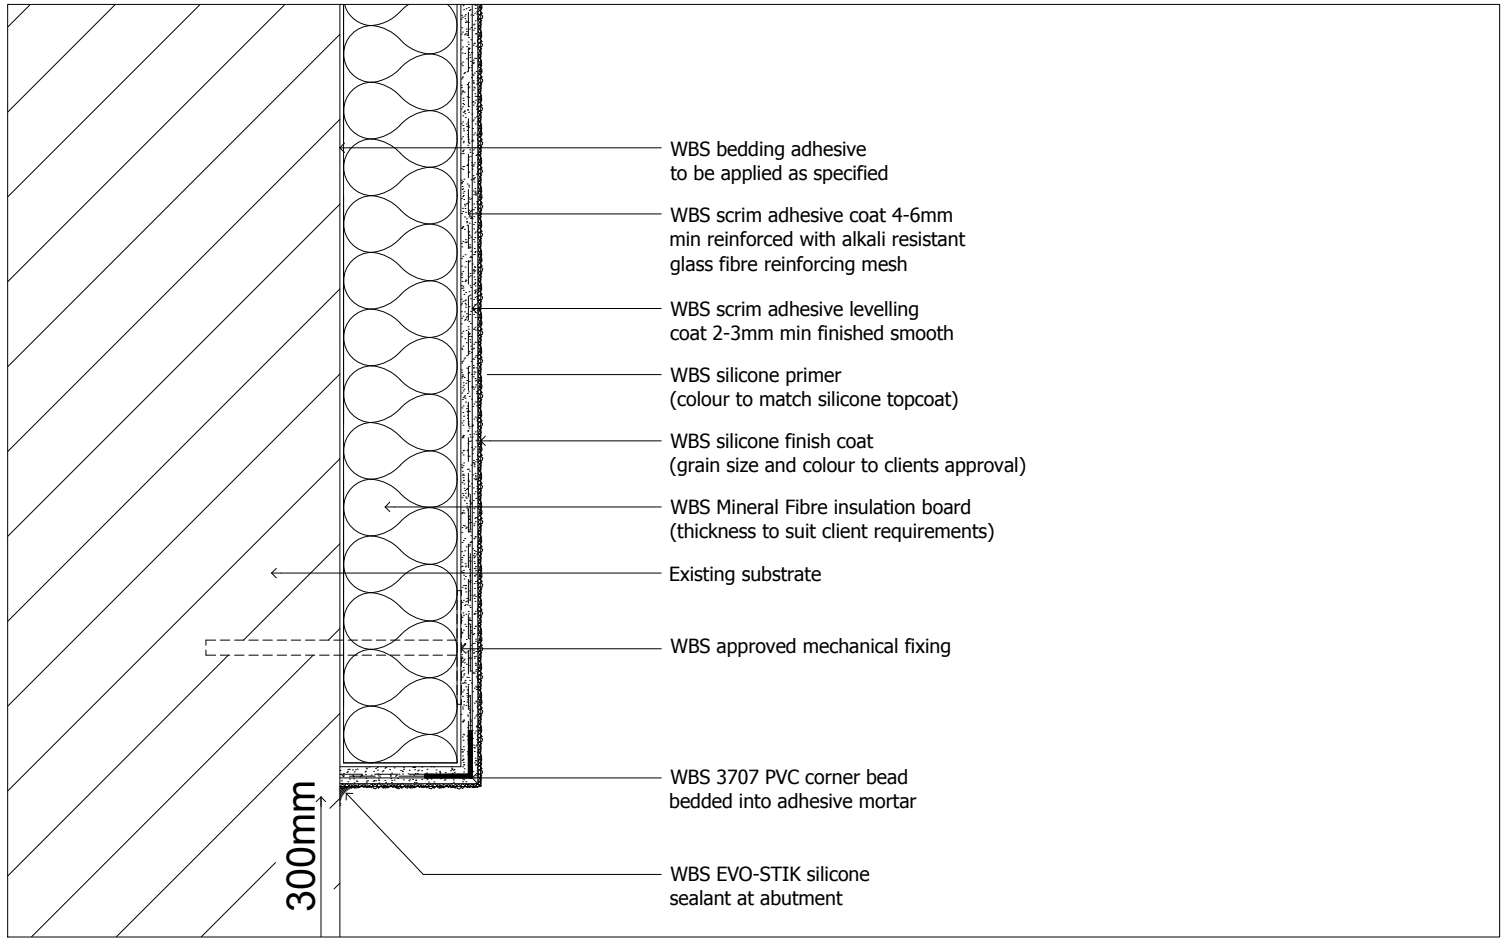 WBS bedding adhesive
to be applied as specified
WBS scrim adhesive coat 4-6mm
min reinforced with alkali resistant
glass fibre reinforcing mesh
WBS scrim adhesive levelling
coat 2-3mm min finished smooth
WBS silicone primer
(colour to match silicone topcoat)
WBS silicone finish coat
(grain size and colour to clients approval)
WBS Mineral Fibre insulation board
(thickness to suit client requirements)
Existing substrate
WBS approved mechanical fixing
WBS 3707 PVC corner bead
bedded into adhesive mortar
300mm
WBS EVO-STIK silicone
sealant at abutment